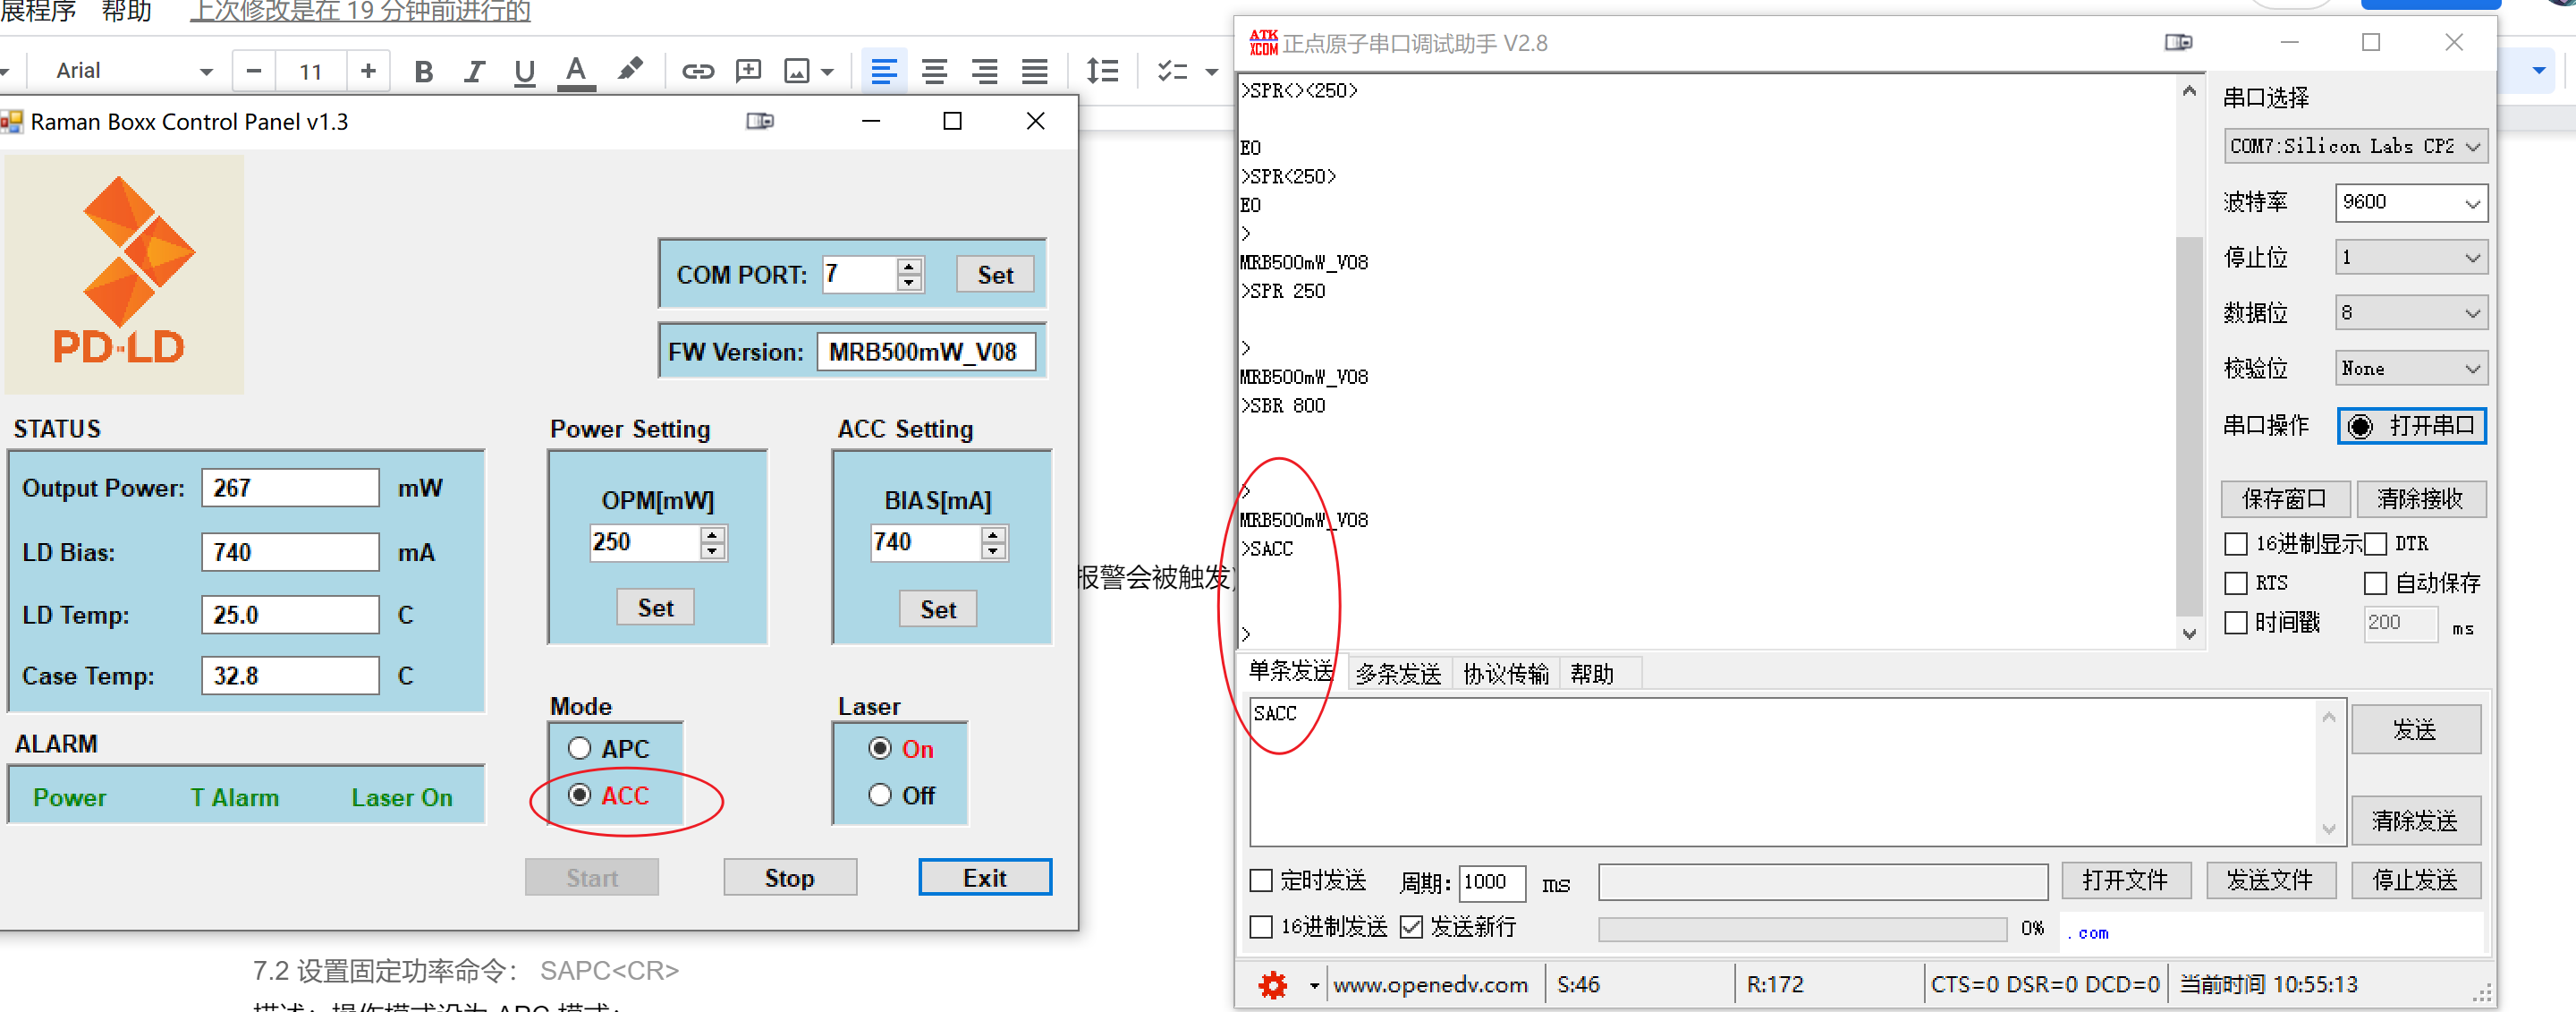 展程序 帮助 上次修改是在 19 分钟前进行的
Arial 11
B I U A
Raman Boxx Control Panel v1.3
PD-LD
COM PORT: 7 Set
FW Version: MRB500mW_V08
STATUS
Output Power: 267 mW
LD Bias: 740 mA
LD Temp: 25.0 C
Case Temp: 32.8 C
ALARM
Power T Alarm Laser On
Power Setting
OPM[mW]
250
Set
ACC Setting
BIAS[mA]
740
Set
Mode
APC
ACC
Laser
On
Off
Start Stop Exit
报警会被触发)
7.2 设置固定功率命令: SAPC<CR>
ATK
XCOM 正点原子串口调试助手 V2.8
>SPR<><250>
E0
>SPR<250>
E0
>
MRB500mW_V08
>SPR 250
>
MRB500mW_V08
>SBR 800
>
MRB500mW_V08
>SACC
>
串口选择
COM7:Silicon Labs CP2
波特率 9600
停止位 1
数据位 8
校验位 None
串口操作 打开串口
保存窗口 清除接收
16进制显示 DTR
RTS 自动保存
时间戳 200 ms
单条发送 多条发送 协议传输 帮助
SACC
发送
清除发送
定时发送 周期: 1000 ms 打开文件 发送文件 停止发送
16进制发送 发送新行 0% .com
www.openedv.com S:46 R:172 CTS=0 DSR=0 DCD=0 当前时间 10:55:13